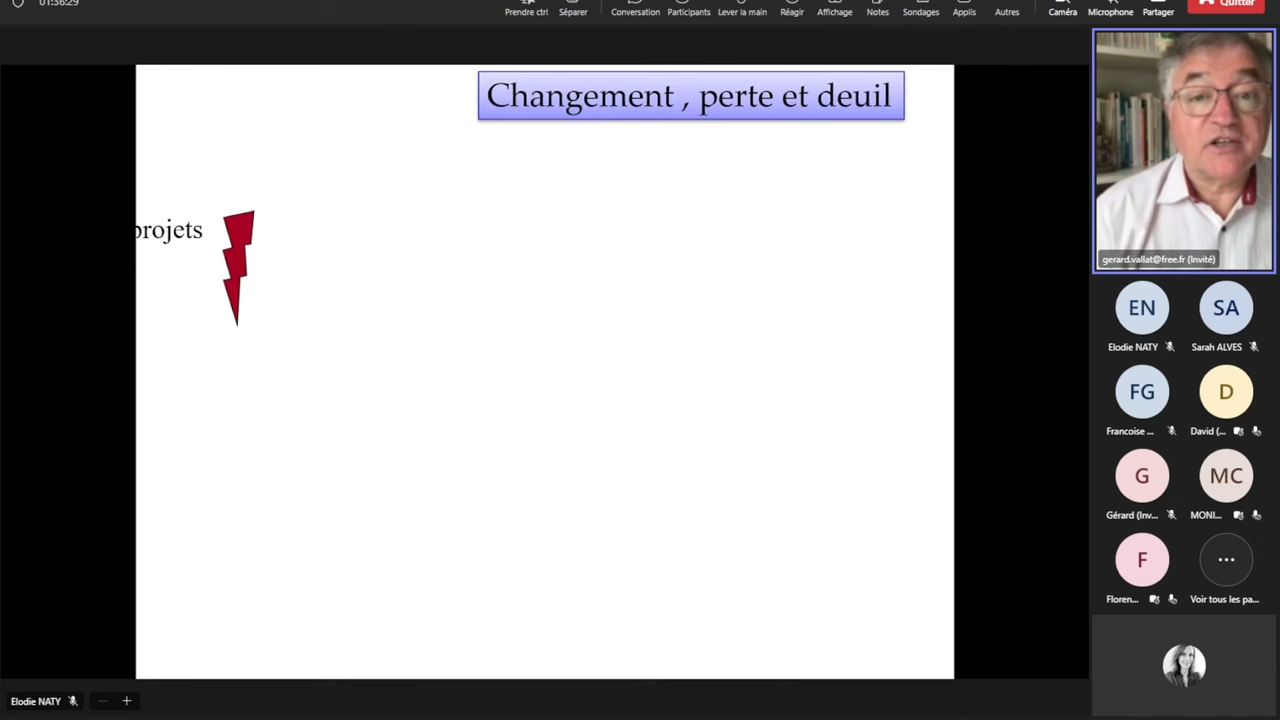 01:36:29
Prendre ctrl
Séparer
Conversation
Participants
Lever la main
Réagir
Affichage
Notes
Sondages
Applis
Autres
Caméra
Microphone
Partager
Quitter
Changement , perte et deuil
projets
gerard.vallat@free.fr (Invité)
EN
SA
Elodie NATY
Sarah ALVES
FG
D
Francoise ...
David (...
G
MC
Gérard (Inv...
MONI...
F
Floren...
Voir tous les pa...
Elodie NATY